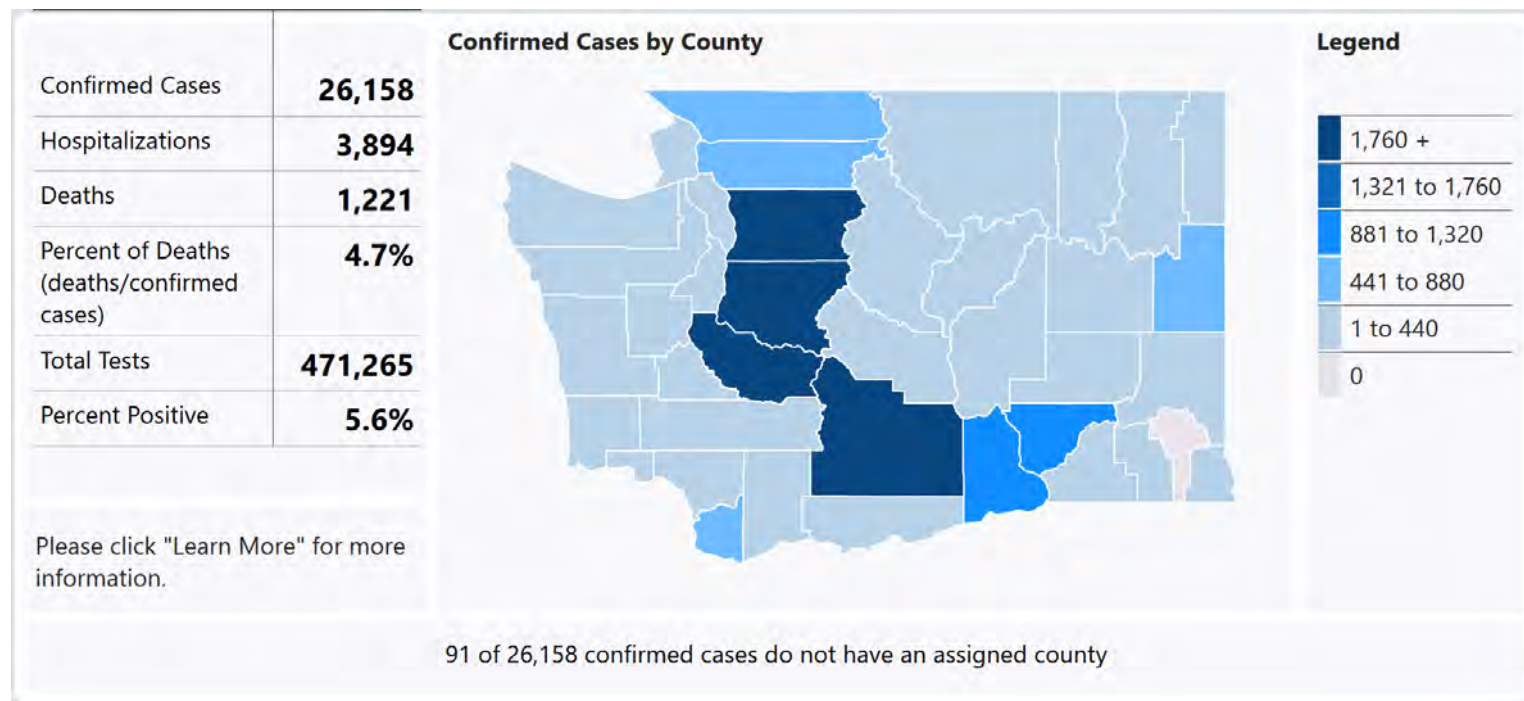 Confirmed Cases 26,158
Hospitalizations 3,894
Deaths 1,221
Percent of Deaths 4.7%
(deaths/confirmed
cases)
Total Tests 471,265
Percent Positive 5.6%
Please click "Learn More" for more
information.
Confirmed Cases by County
Legend
1,760 +
1,321 to 1,760
881 to 1,320
441 to 880
1 to 440
0
91 of 26,158 confirmed cases do not have an assigned county